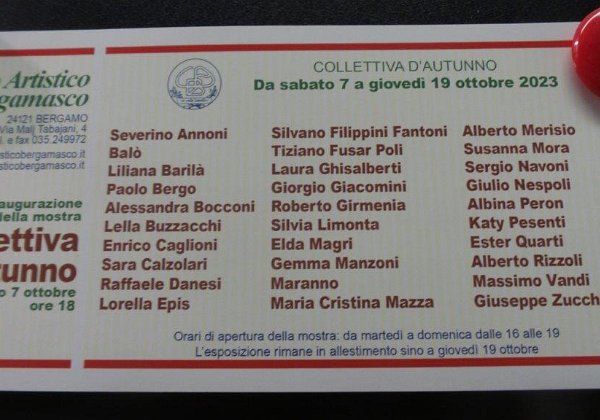 Artistico
gamasco
24121 BERGAMO
Via Malj Tabajani, 4
e fax 035.249972
sticobergamasco.it
sticobergamasco.it
naugurazione
della mostra
ettiva
tunno
o 7 ottobre
ore 18
COLLETTIVA D'AUTUNNO
Da sabato 7 a giovedì 19 ottobre 2023
Severino Annoni
Balò
Liliana Barilà
Paolo Bergo
Alessandra Bocconi
Lella Buzzacchi
Enrico Caglioni
Sara Calzolari
Raffaele Danesi
Lorella Epis
Silvano Filippini Fantoni
Tiziano Fusar Poli
Laura Ghisalberti
Giorgio Giacomini
Roberto Girmenia
Silvia Limonta
Elda Magri
Gemma Manzoni
Maranno
Maria Cristina Mazza
Alberto Merisio
Susanna Mora
Sergio Navoni
Giulio Nespoli
Albina Peron
Katy Pesenti
Ester Quarti
Alberto Rizzoli
Massimo Vandi
Giuseppe Zucch
Orari di apertura della mostra: da martedì a domenica dalle 16 alle 19
L'esposizione rimane in allestimento sino a giovedì 19 ottobre